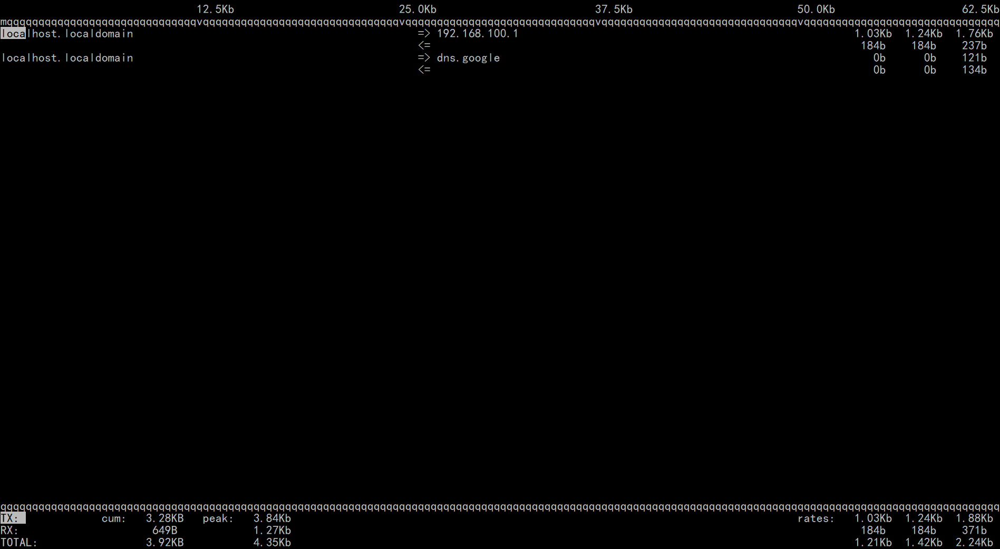 12.5Kb 25.0Kb 37.5Kb 50.0Kb 62.5Kb
mqqqqqqqqqqqqqqqqqqqqqqqqqqqqqqvqqqqqqqqqqqqqqqqqqqqqqqqqqqqqqqvqqqqqqqqqqqqqqqqqqqqqqqqqqqqqqvqqqqqqqqqqqqqqqqqqqqqqqqqqqqqqqvqqqqqqqqqqqqqqqqqqqqqqqqqqqqqqq
localhost.localdomain => 192.168.100.1 1.03Kb 1.24Kb 1.76Kb
<= 184b 184b 237b
localhost.localdomain => dns.google 0b 0b 121b
<= 0b 0b 134b
qqqqqqqqqqqqqqqqqqqqqqqqqqqqqqqqqqqqqqqqqqqqqqqqqqqqqqqqqqqqqqqqqqqqqqqqqqqqqqqqqqqqqqqqqqqqqqqqqqqqqqqqqqqqqqqqqqqqqqqqqqqqqqqqqqqqqqqqqqqqqqqqqqqqqqqqqqqqqq
TX: cum: 3.28KB peak: 3.84Kb rates: 1.03Kb 1.24Kb 1.88Kb
RX: 649B 1.27Kb 184b 184b 371b
TOTAL: 3.92KB 4.35Kb 1.21Kb 1.42Kb 2.24Kb